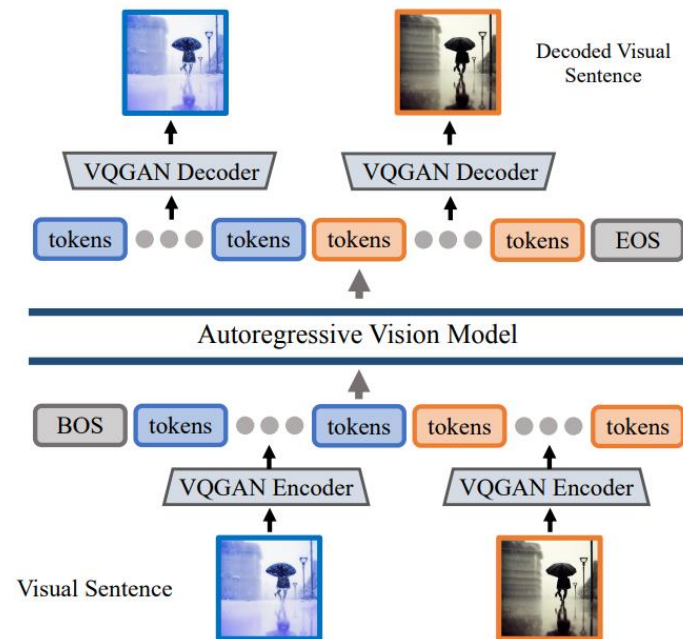 Decoded Visual
Sentence
VQGAN Decoder
VQGAN Decoder
tokens
tokens
tokens
tokens
EOS
Autoregressive Vision Model
BOS
tokens
tokens
tokens
tokens
VQGAN Encoder
VQGAN Encoder
Visual Sentence